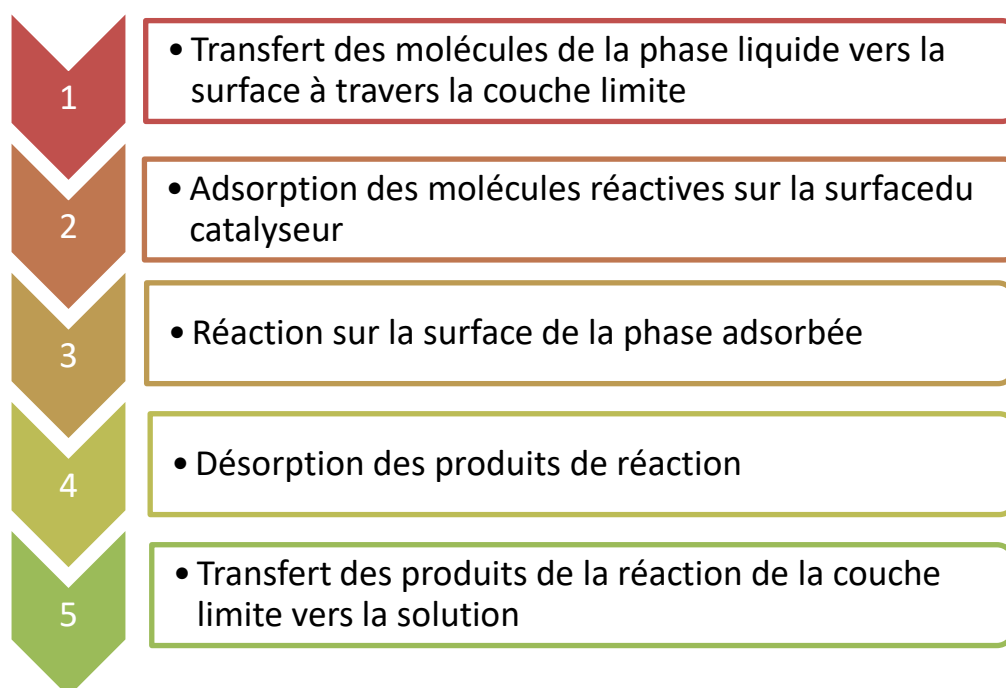 1
• Transfert des molécules de la phase liquide vers la
surface à travers la couche limite
2
• Adsorption des molécules réactives sur la surfacedu
catalyseur
3
• Réaction sur la surface de la phase adsorbée
4
• Désorption des produits de réaction
5
• Transfert des produits de la réaction de la couche
limite vers la solution